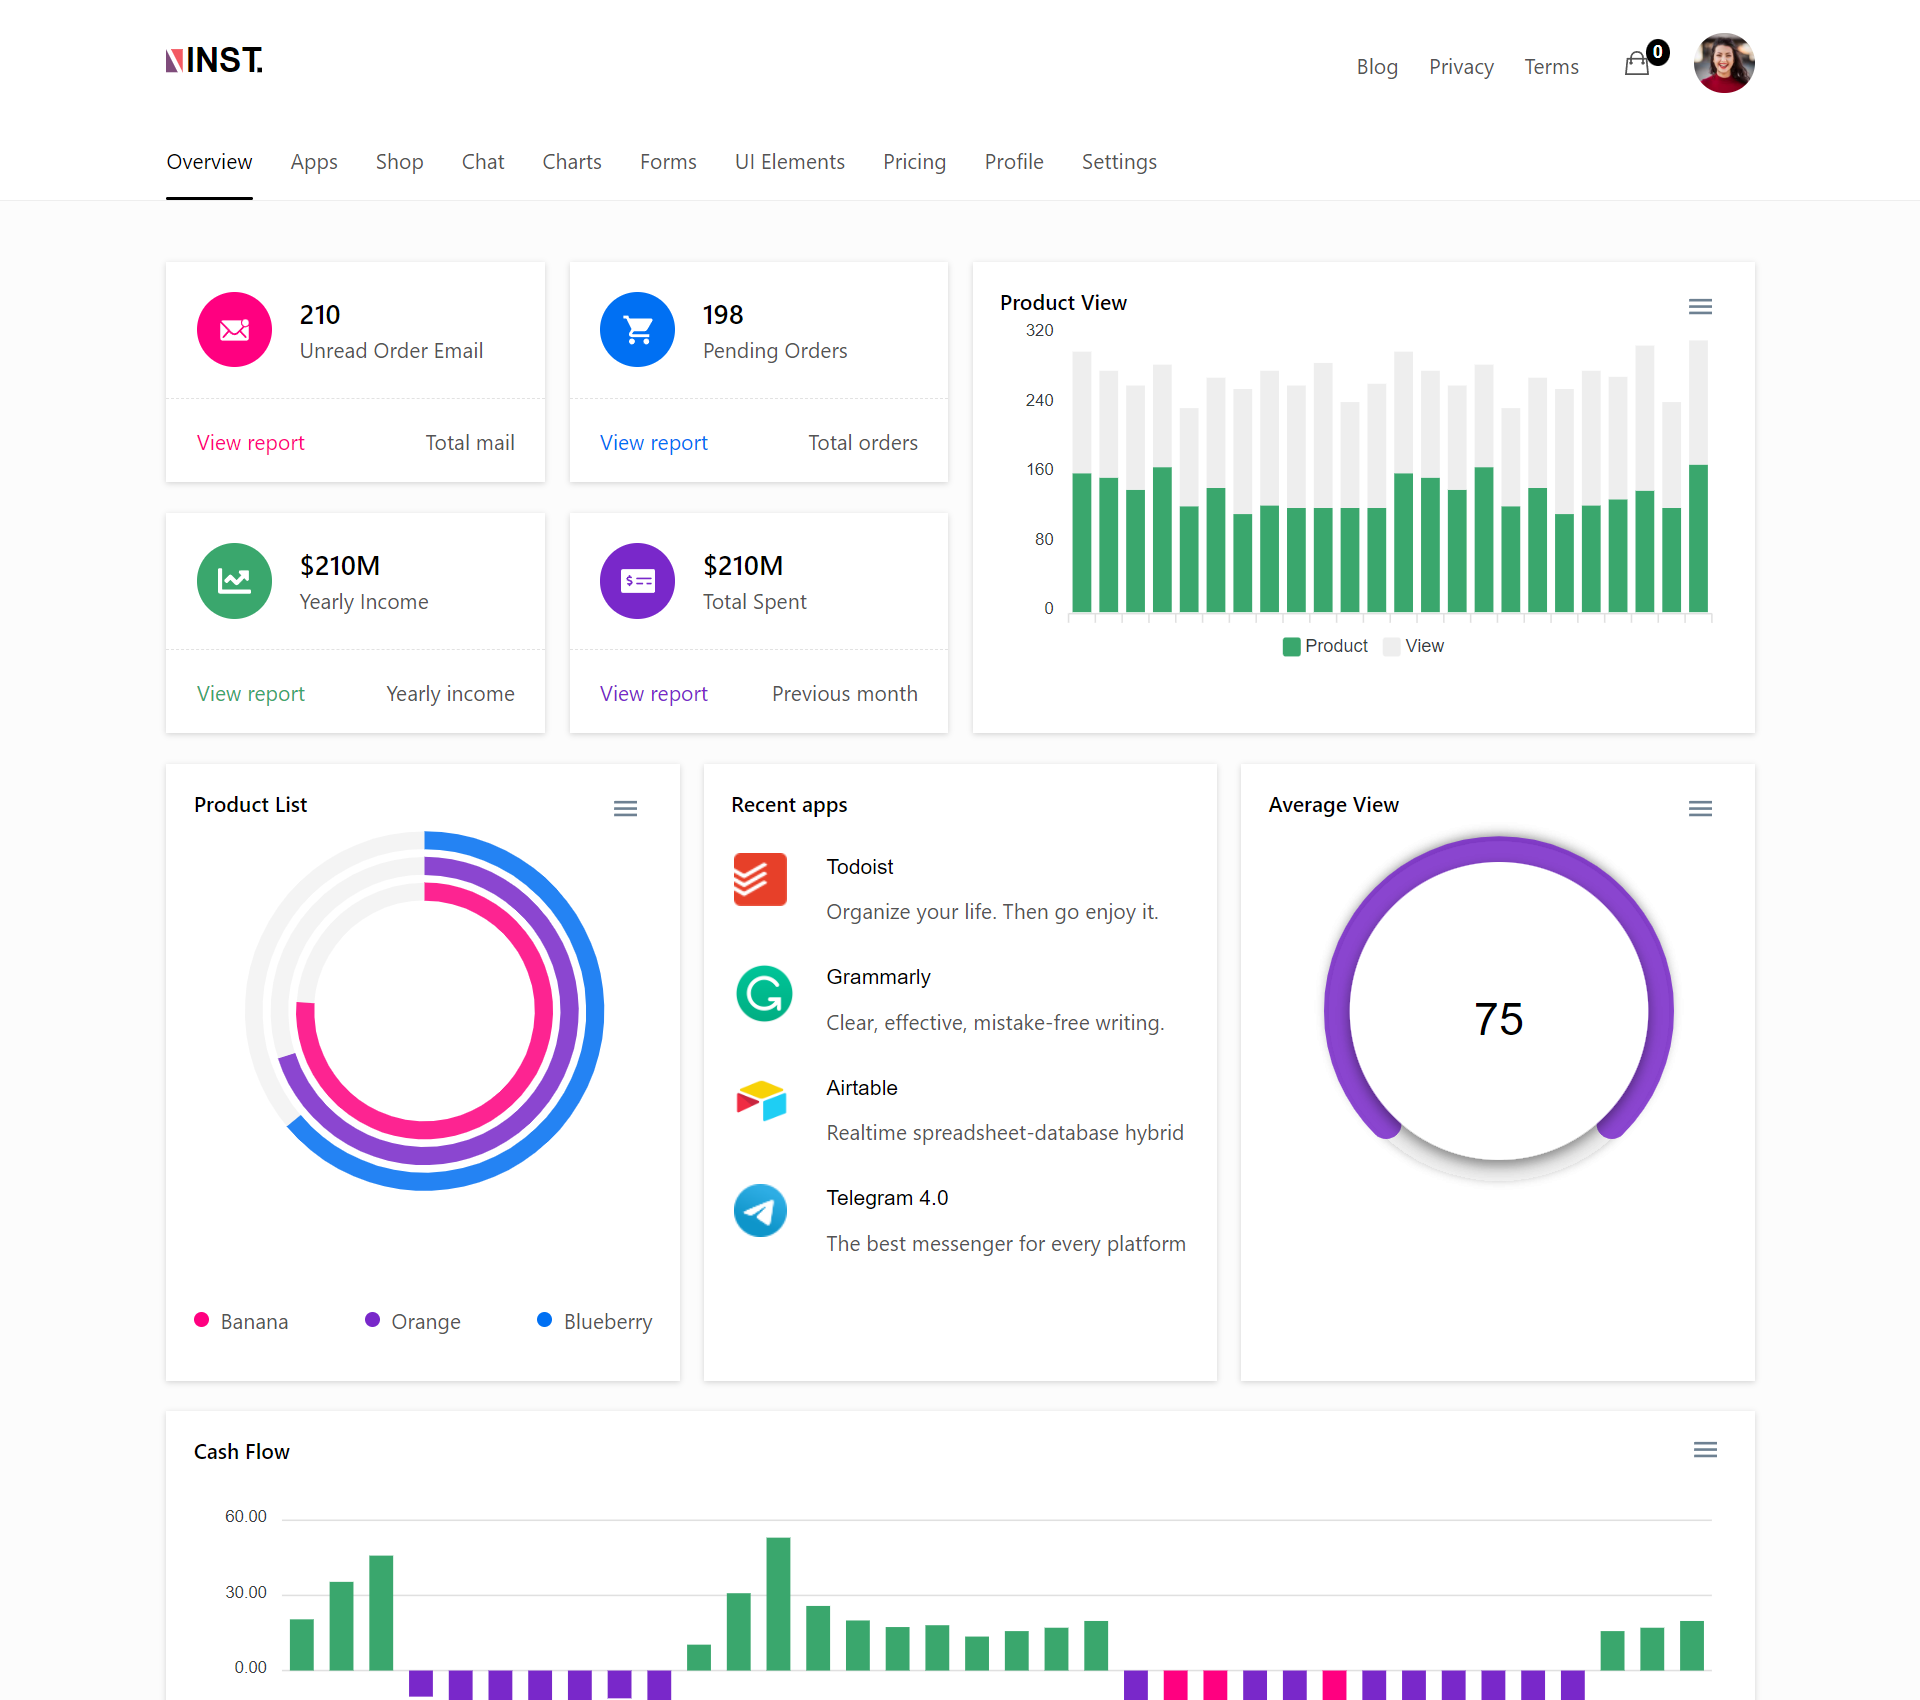 INST.
Blog Privacy Terms 0
Overview Apps Shop Chat Charts Forms UI Elements Pricing Profile Settings
210
Unread Order Email
View report Total mail
198
Pending Orders
View report Total orders
$210M
Yearly Income
View report Yearly income
$210M
Total Spent
View report Previous month
Product View
320
240
160
80
0
Product View
Product List
Banana Orange Blueberry
Recent apps
Todoist
Organize your life. Then go enjoy it.
Grammarly
Clear, effective, mistake-free writing.
Airtable
Realtime spreadsheet-database hybrid
Telegram 4.0
The best messenger for every platform
Average View
75
Cash Flow
60.00
30.00
0.00